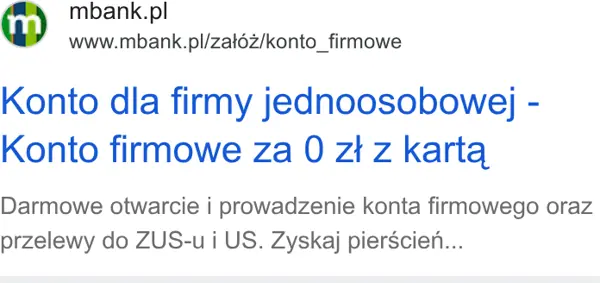 m
mbank.pl
www.mbank.pl/załóż/konto_firmowe
Konto dla firmy jednoosobowej -
Konto firmowe za 0 zł z kartą
Darmowe otwarcie i prowadzenie konta firmowego oraz
przelewy do ZUS-u i US. Zyskaj pierścień...